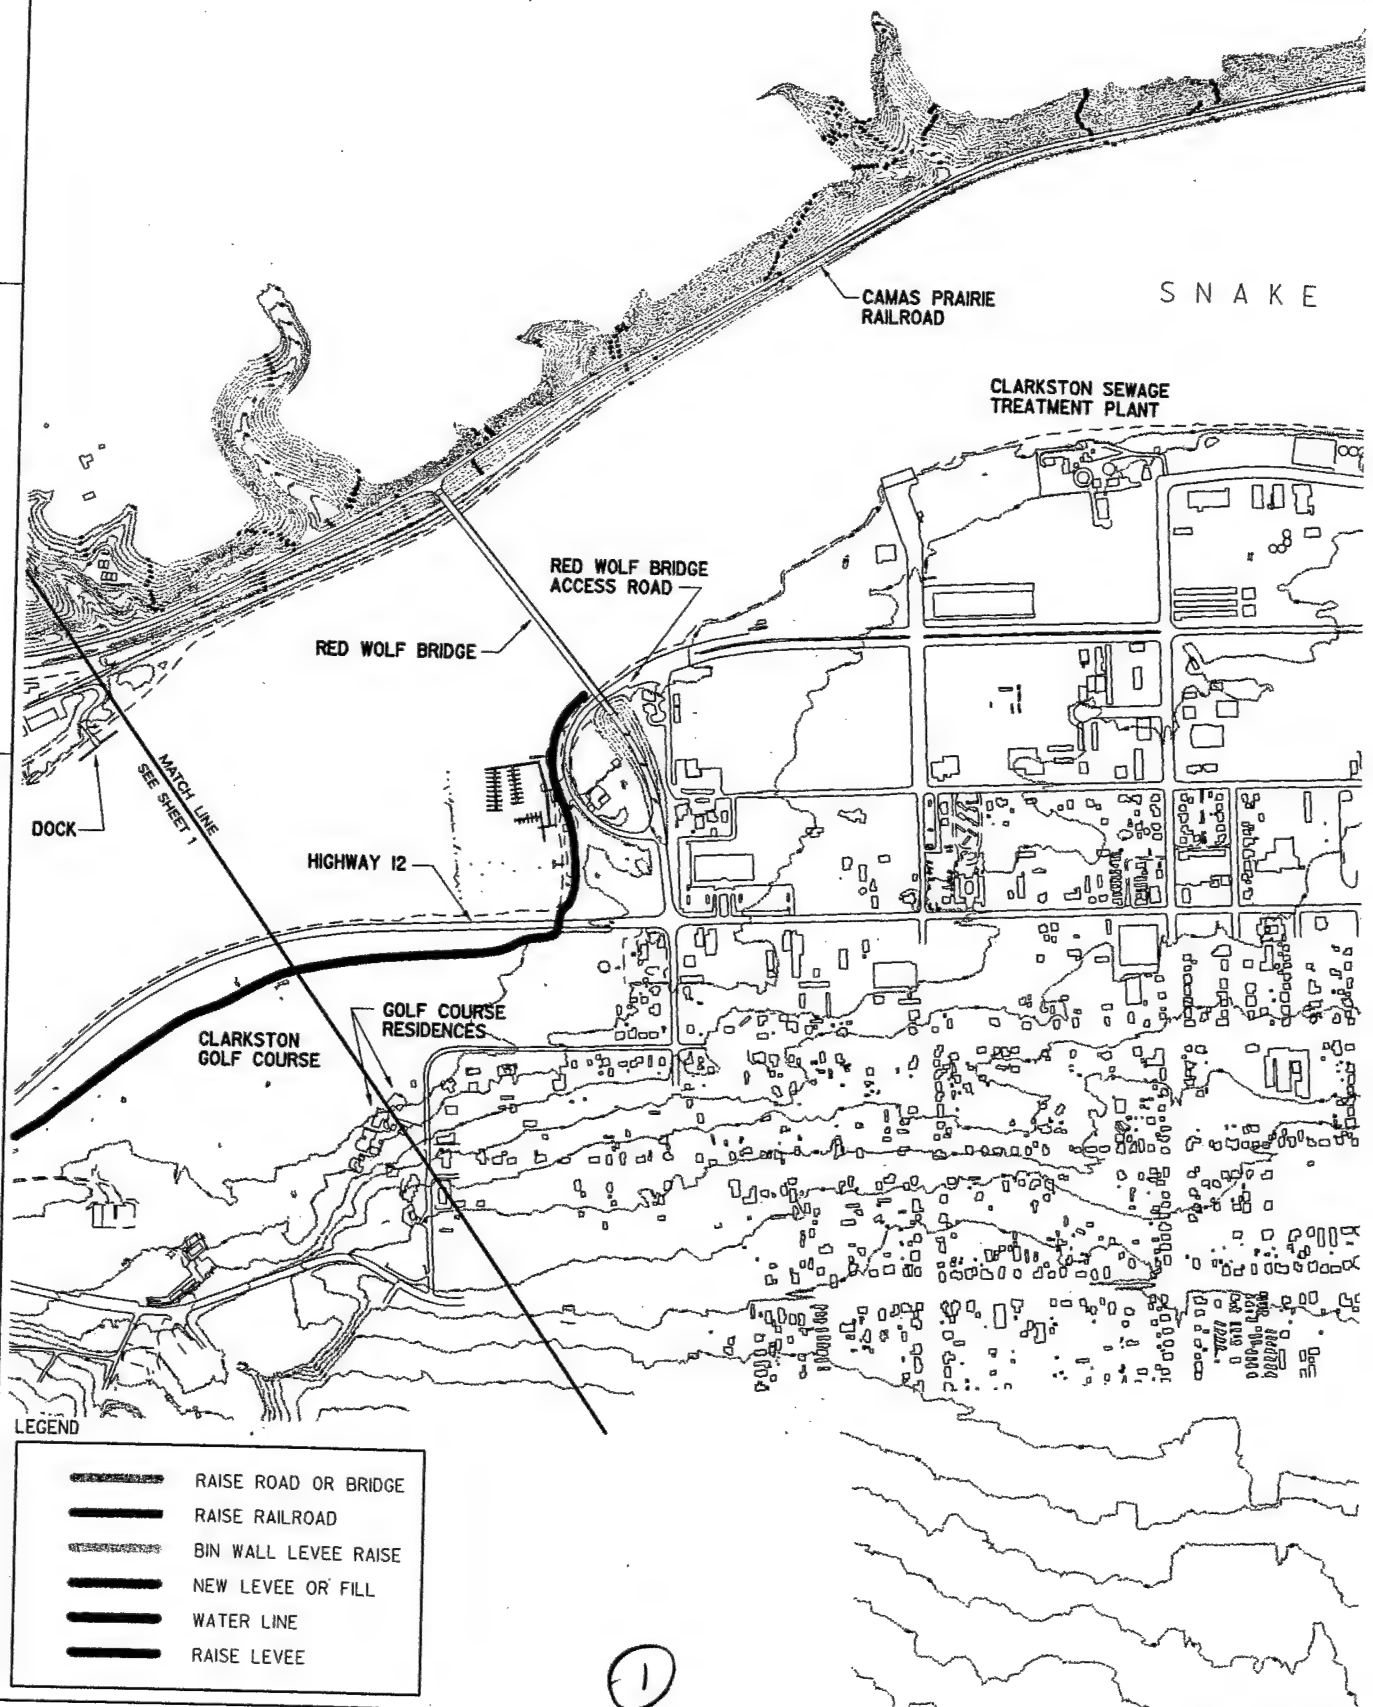 CAMAS PRAIRIE
RAILROAD
SNAKE
CLARKSTON SEWAGE
TREATMENT PLANT
RED WOLF BRIDGE
ACCESS ROAD
RED WOLF BRIDGE
MATCH LINE
SEE SHEET 1
DOCK
HIGHWAY 12
GOLF COURSE
RESIDENCES
CLARKSTON
GOLF COURSE
LEGEND
RAISE ROAD OR BRIDGE
RAISE RAILROAD
BIN WALL LEVEE RAISE
NEW LEVEE OR FILL
WATER LINE
RAISE LEVEE
1